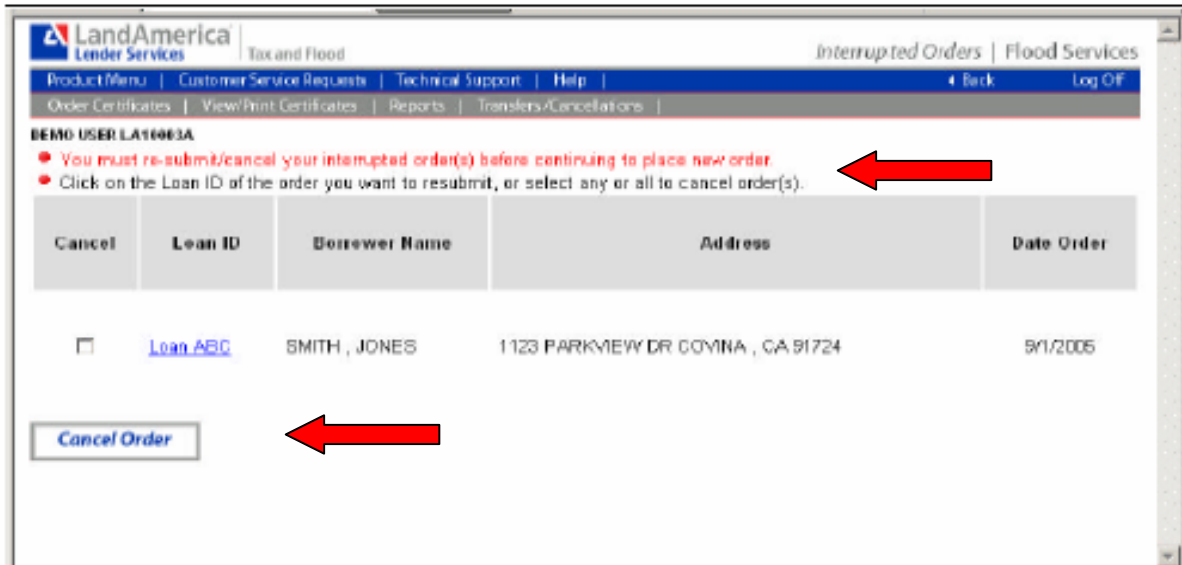 LandAmerica
Lender Services Tax and Flood Interrupted Orders | Flood Services
Product Menu | Customer Service Requests | Technical Support | Help | Back Log Off
Order Certificates | View/Print Certificates | Reports | Transfers/Cancellations |
DEMO USER LA10003A
You must re-submit/cancel your interrupted order(s) before continuing to place new order.
Click on the Loan ID of the order you want to resubmit, or select any or all to cancel order(s).
Cancel Loan ID Borrower Name Address Date Order
Loan ABC SMITH , JONES 1123 PARKVIEW DR COVINA , CA 91724 9/1/2005
Cancel Order